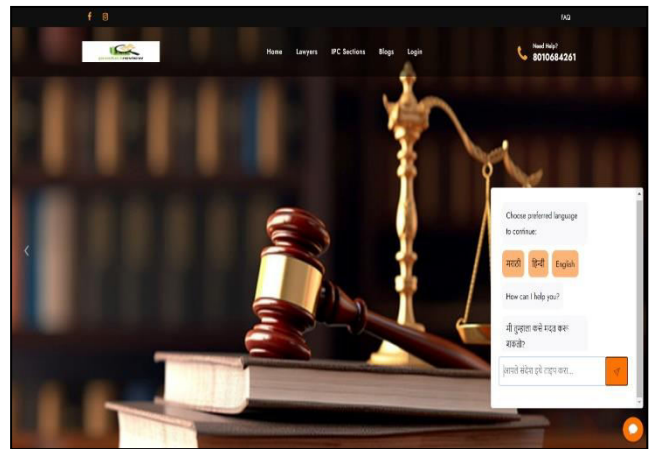 FAQ
Home Lawyers IPC Sections Blogs Login
Need Help?
8010684261
Choose preferred language
to continue:
मराठी हिन्दी English
How can I help you?
मी तुम्हाला कसे मदत करू
शकतो?
आपले संदेश इथे टाइप करा...